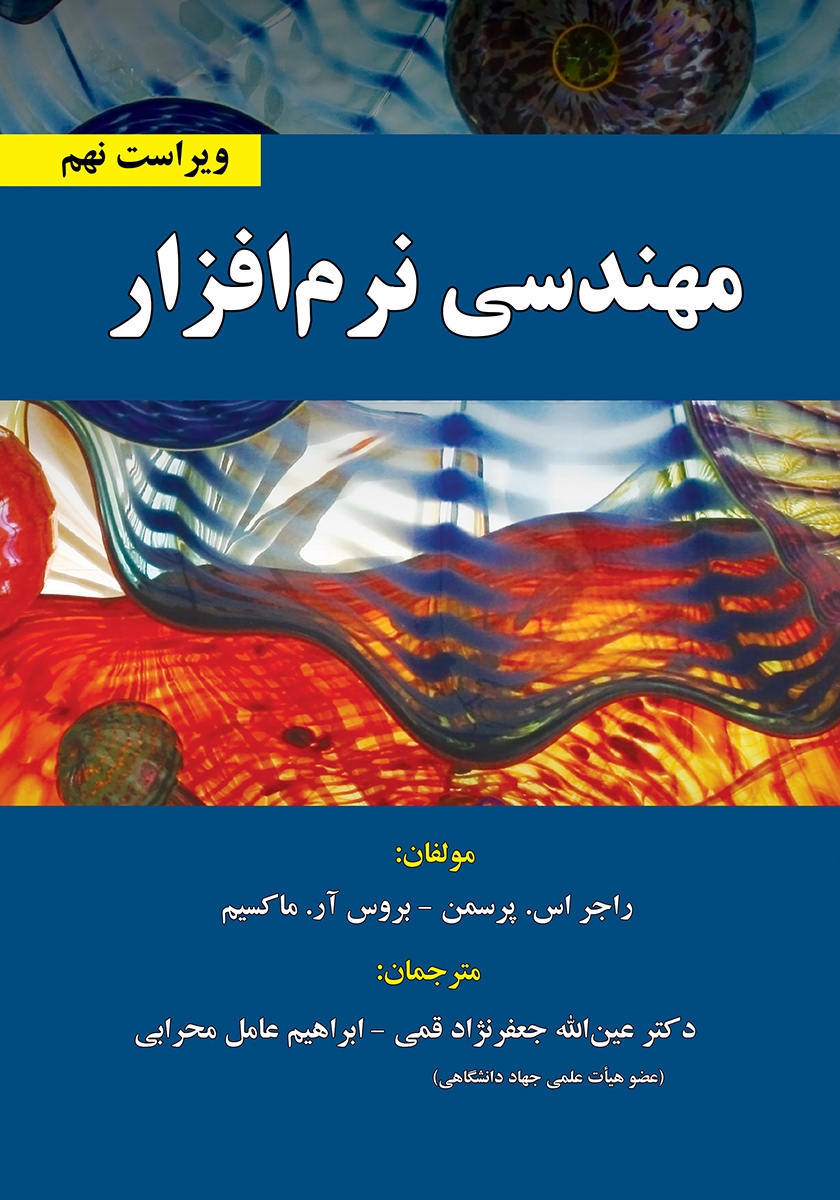 ویراست نهم
مهندسی نرم‌افزار
مولفان:
راجر اس. پرسمن - بروس آر. ماکسیم
مترجمان:
دکتر عین‌الله جعفرنژاد قمی - ابراهیم عامل محرابی
(عضو هیأت علمی جهاد دانشگاهی)